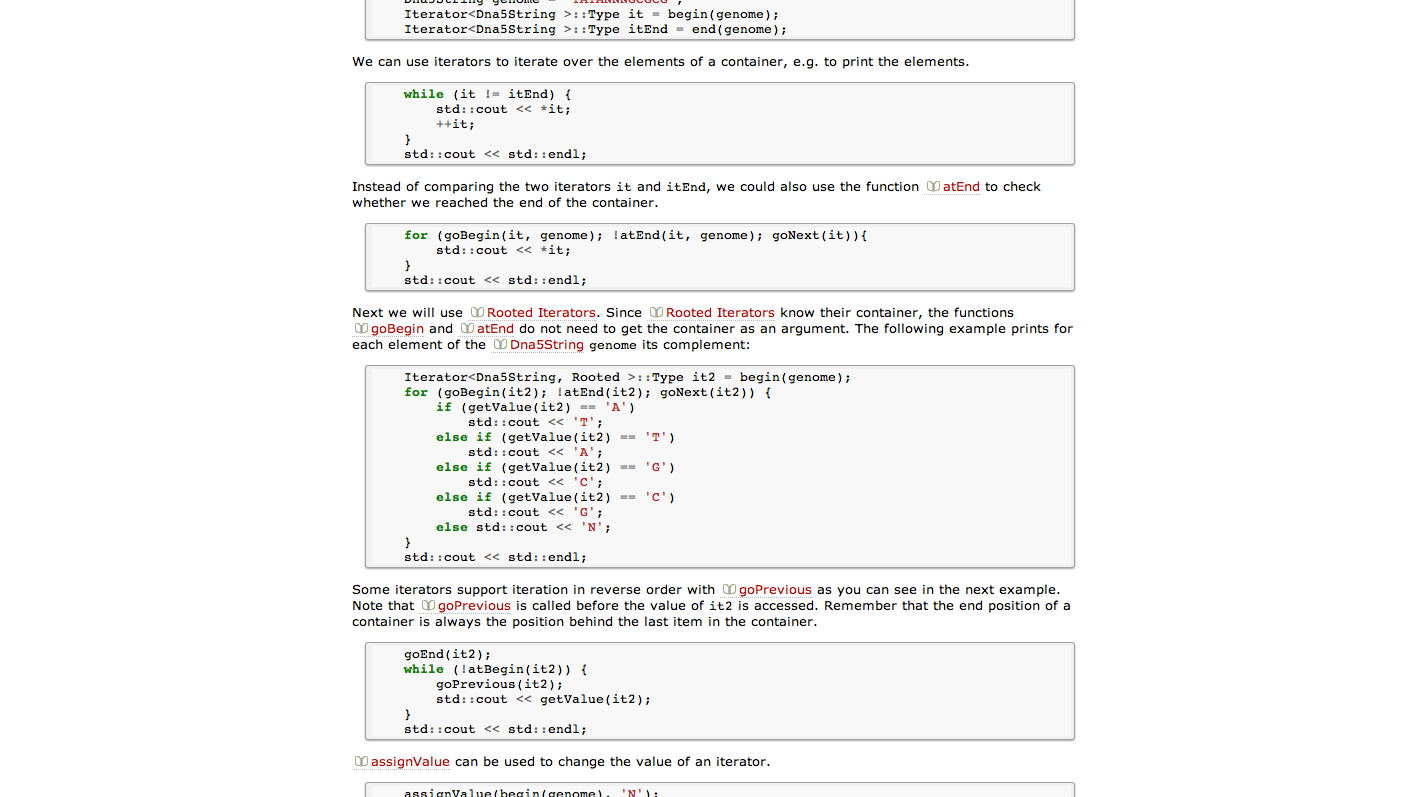 Iterator<Dna5String >::Type it = begin(genome);
Iterator<Dna5String >::Type itEnd = end(genome);
We can use iterators to iterate over the elements of a container, e.g. to print the elements.
while (it != itEnd) {
std::cout << *it;
++it;
}
std::cout << std::endl;
Instead of comparing the two iterators it and itEnd, we could also use the function atEnd to check
whether we reached the end of the container.
for (goBegin(it, genome); !atEnd(it, genome); goNext(it)){
std::cout << *it;
}
std::cout << std::endl;
Next we will use Rooted Iterators. Since Rooted Iterators know their container, the functions
goBegin and atEnd do not need to get the container as an argument. The following example prints for
each element of the Dna5String genome its complement:
Iterator<Dna5String, Rooted >::Type it2 = begin(genome);
for (goBegin(it2); !atEnd(it2); goNext(it2)) {
if (getValue(it2) == 'A')
std::cout << 'T';
else if (getValue(it2) == 'T')
std::cout << 'A';
else if (getValue(it2) == 'G')
std::cout << 'C';
else if (getValue(it2) == 'C')
std::cout << 'G';
else std::cout << 'N';
}
std::cout << std::endl;
Some iterators support iteration in reverse order with goPrevious as you can see in the next example.
Note that goPrevious is called before the value of it2 is accessed. Remember that the end position of a
container is always the position behind the last item in the container.
goEnd(it2);
while (!atBegin(it2)) {
goPrevious(it2);
std::cout << getValue(it2);
}
std::cout << std::endl;
assignValue can be used to change the value of an iterator.
assignValue(begin(genome), 'N');